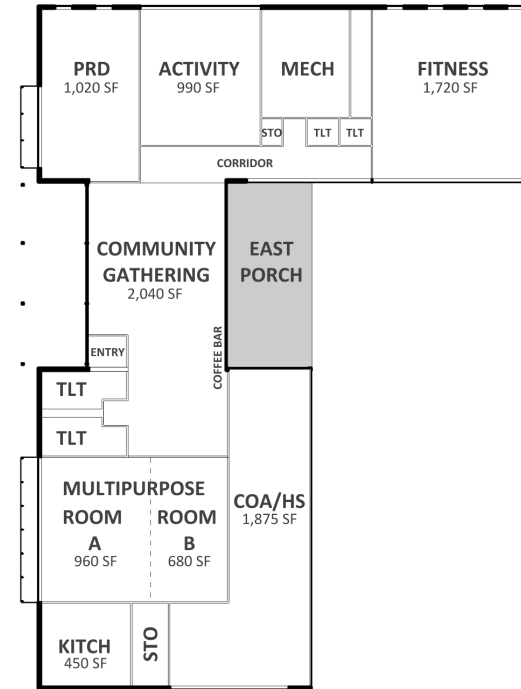 PRD
1,020 SF
ACTIVITY
990 SF
MECH
FITNESS
1,720 SF
STO
TLT
TLT
CORRIDOR
COMMUNITY
GATHERING
2,040 SF
EAST
PORCH
ENTRY
COFFEE BAR
TLT
TLT
MULTIPURPOSE
ROOM
A
960 SF
ROOM
B
680 SF
COA/HS
1,875 SF
KITCH
450 SF
STO